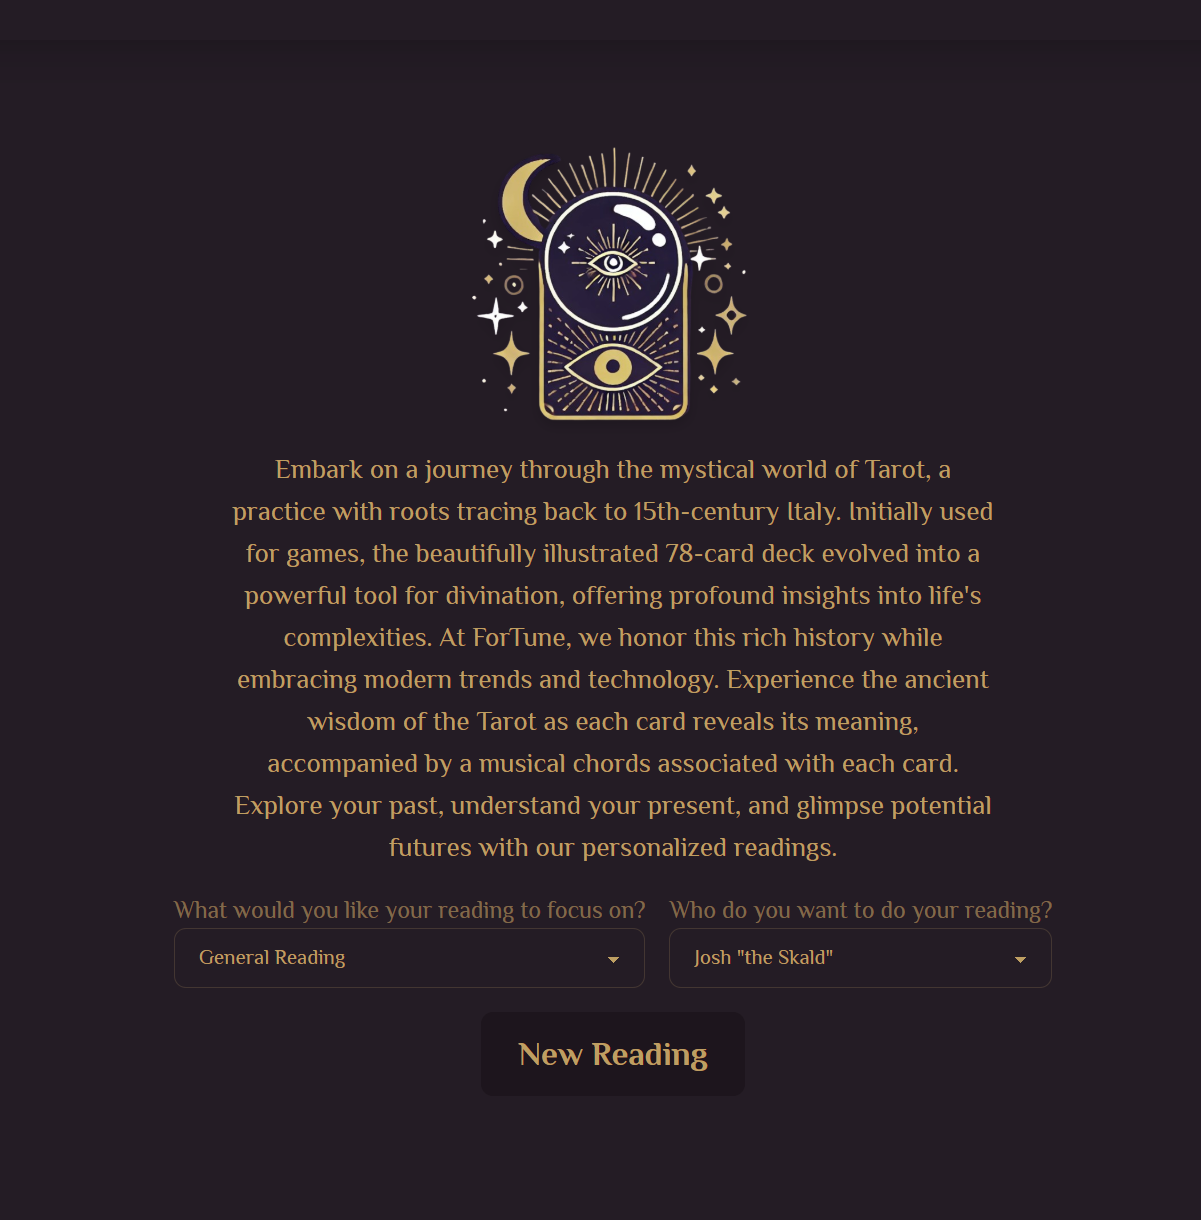 Embark on a journey through the mystical world of Tarot, a
practice with roots tracing back to 15th-century Italy. Initially used
for games, the beautifully illustrated 78-card deck evolved into a
powerful tool for divination, offering profound insights into life's
complexities. At ForTune, we honor this rich history while
embracing modern trends and technology. Experience the ancient
wisdom of the Tarot as each card reveals its meaning,
accompanied by a musical chords associated with each card.
Explore your past, understand your present, and glimpse potential
futures with our personalized readings.
What would you like your reading to focus on?
General Reading
Who do you want to do your reading?
Josh "the Skald"
New Reading